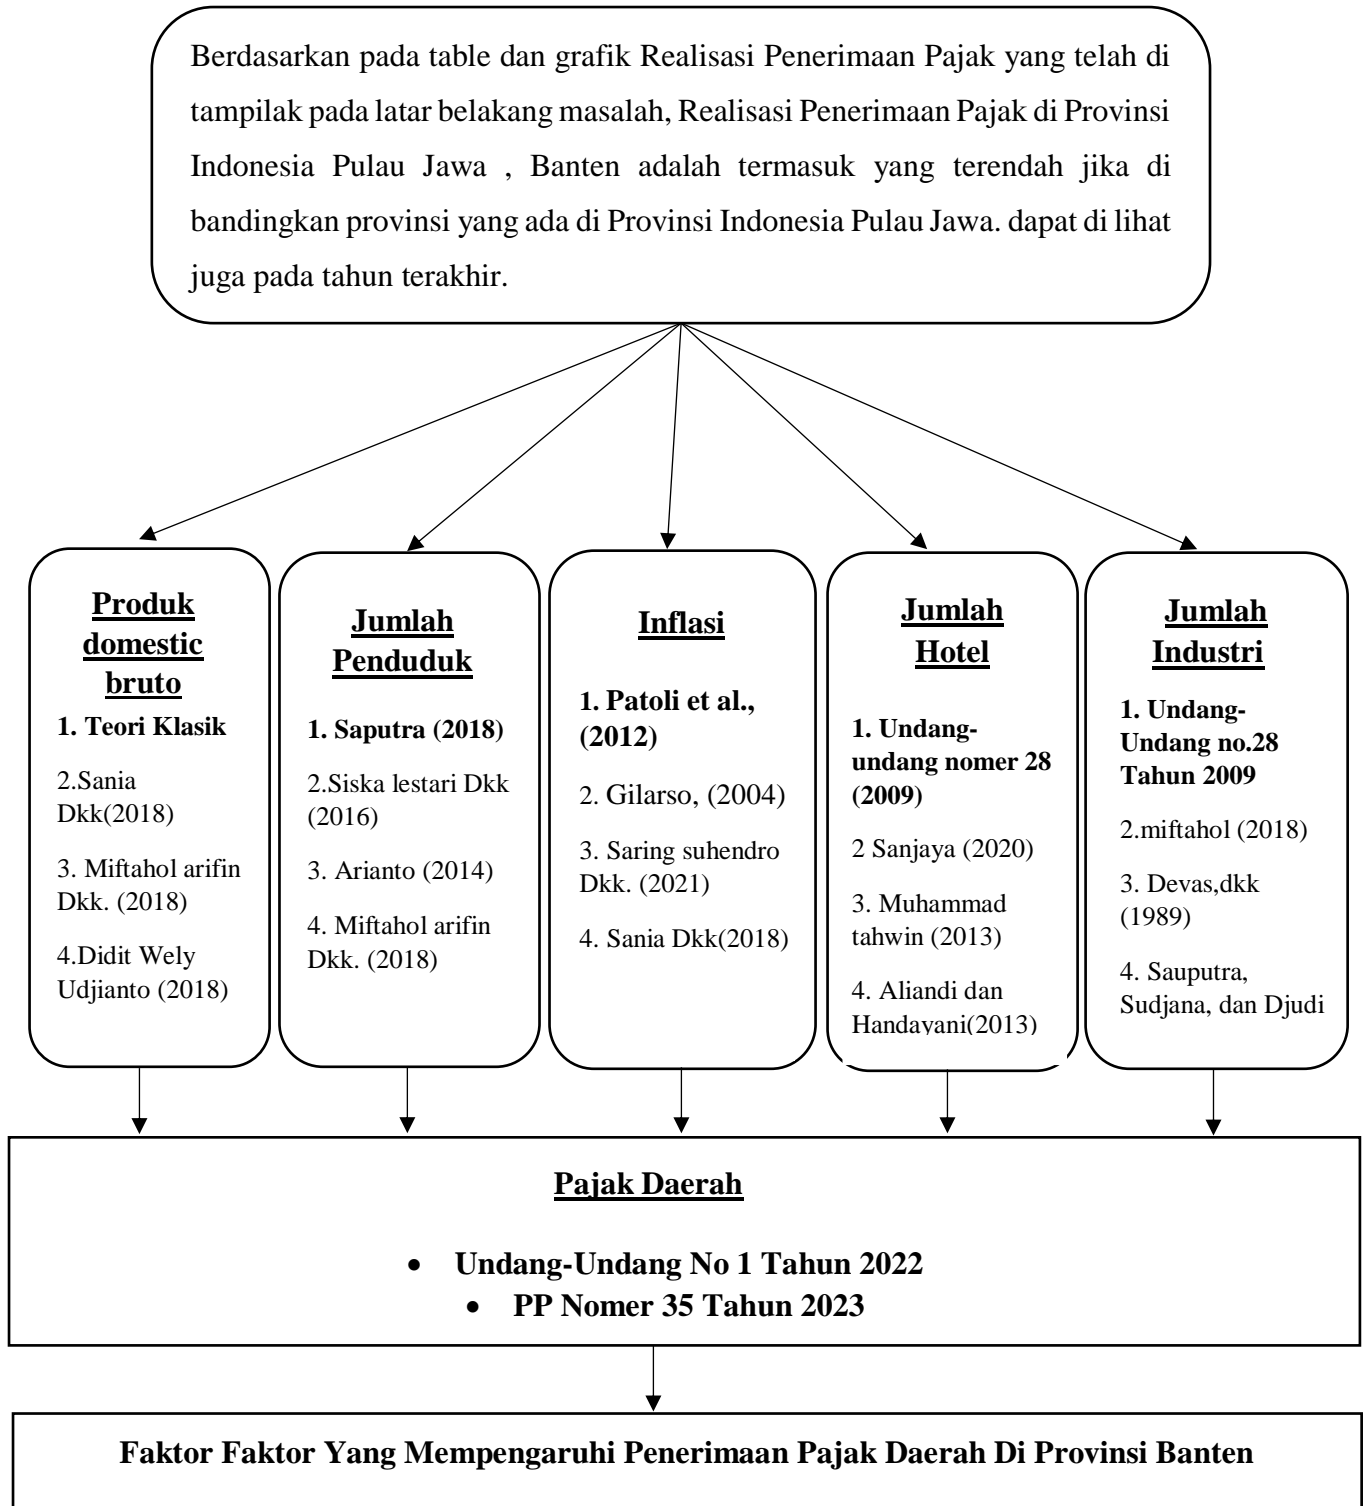 Berdasarkan pada table dan grafik Realisasi Penerimaan Pajak yang telah di
tampilak pada latar belakang masalah, Realisasi Penerimaan Pajak di Provinsi
Indonesia Pulau Jawa , Banten adalah termasuk yang terendah jika di
bandingkan provinsi yang ada di Provinsi Indonesia Pulau Jawa. dapat di lihat
juga pada tahun terakhir.
Produk
domestic
bruto
1. Teori Klasik
2.Sania
Dkk(2018)
3. Miftahol arifin
Dkk. (2018)
4.Didit Wely
Udjianto (2018)
Jumlah
Penduduk
1. Saputra (2018)
2.Siska lestari Dkk
(2016)
3. Arianto (2014)
4. Miftahol arifin
Dkk. (2018)
Inflasi
1. Patoli et al.,
(2012)
2. Gilarso, (2004)
3. Saring suhendro
Dkk. (2021)
4. Sania Dkk(2018)
Jumlah
Hotel
1. Undang-
undang nomer 28
(2009)
2 Sanjaya (2020)
3. Muhammad
tahwin (2013)
4. Aliandi dan
Handayani(2013)
Jumlah
Industri
1. Undang-
Undang no.28
Tahun 2009
2.miftahol (2018)
3. Devas,dkk
(1989)
4. Sauputra,
Sudjana, dan Djudi
Pajak Daerah
• Undang-Undang No 1 Tahun 2022
• PP Nomer 35 Tahun 2023
Faktor Faktor Yang Mempengaruhi Penerimaan Pajak Daerah Di Provinsi Banten